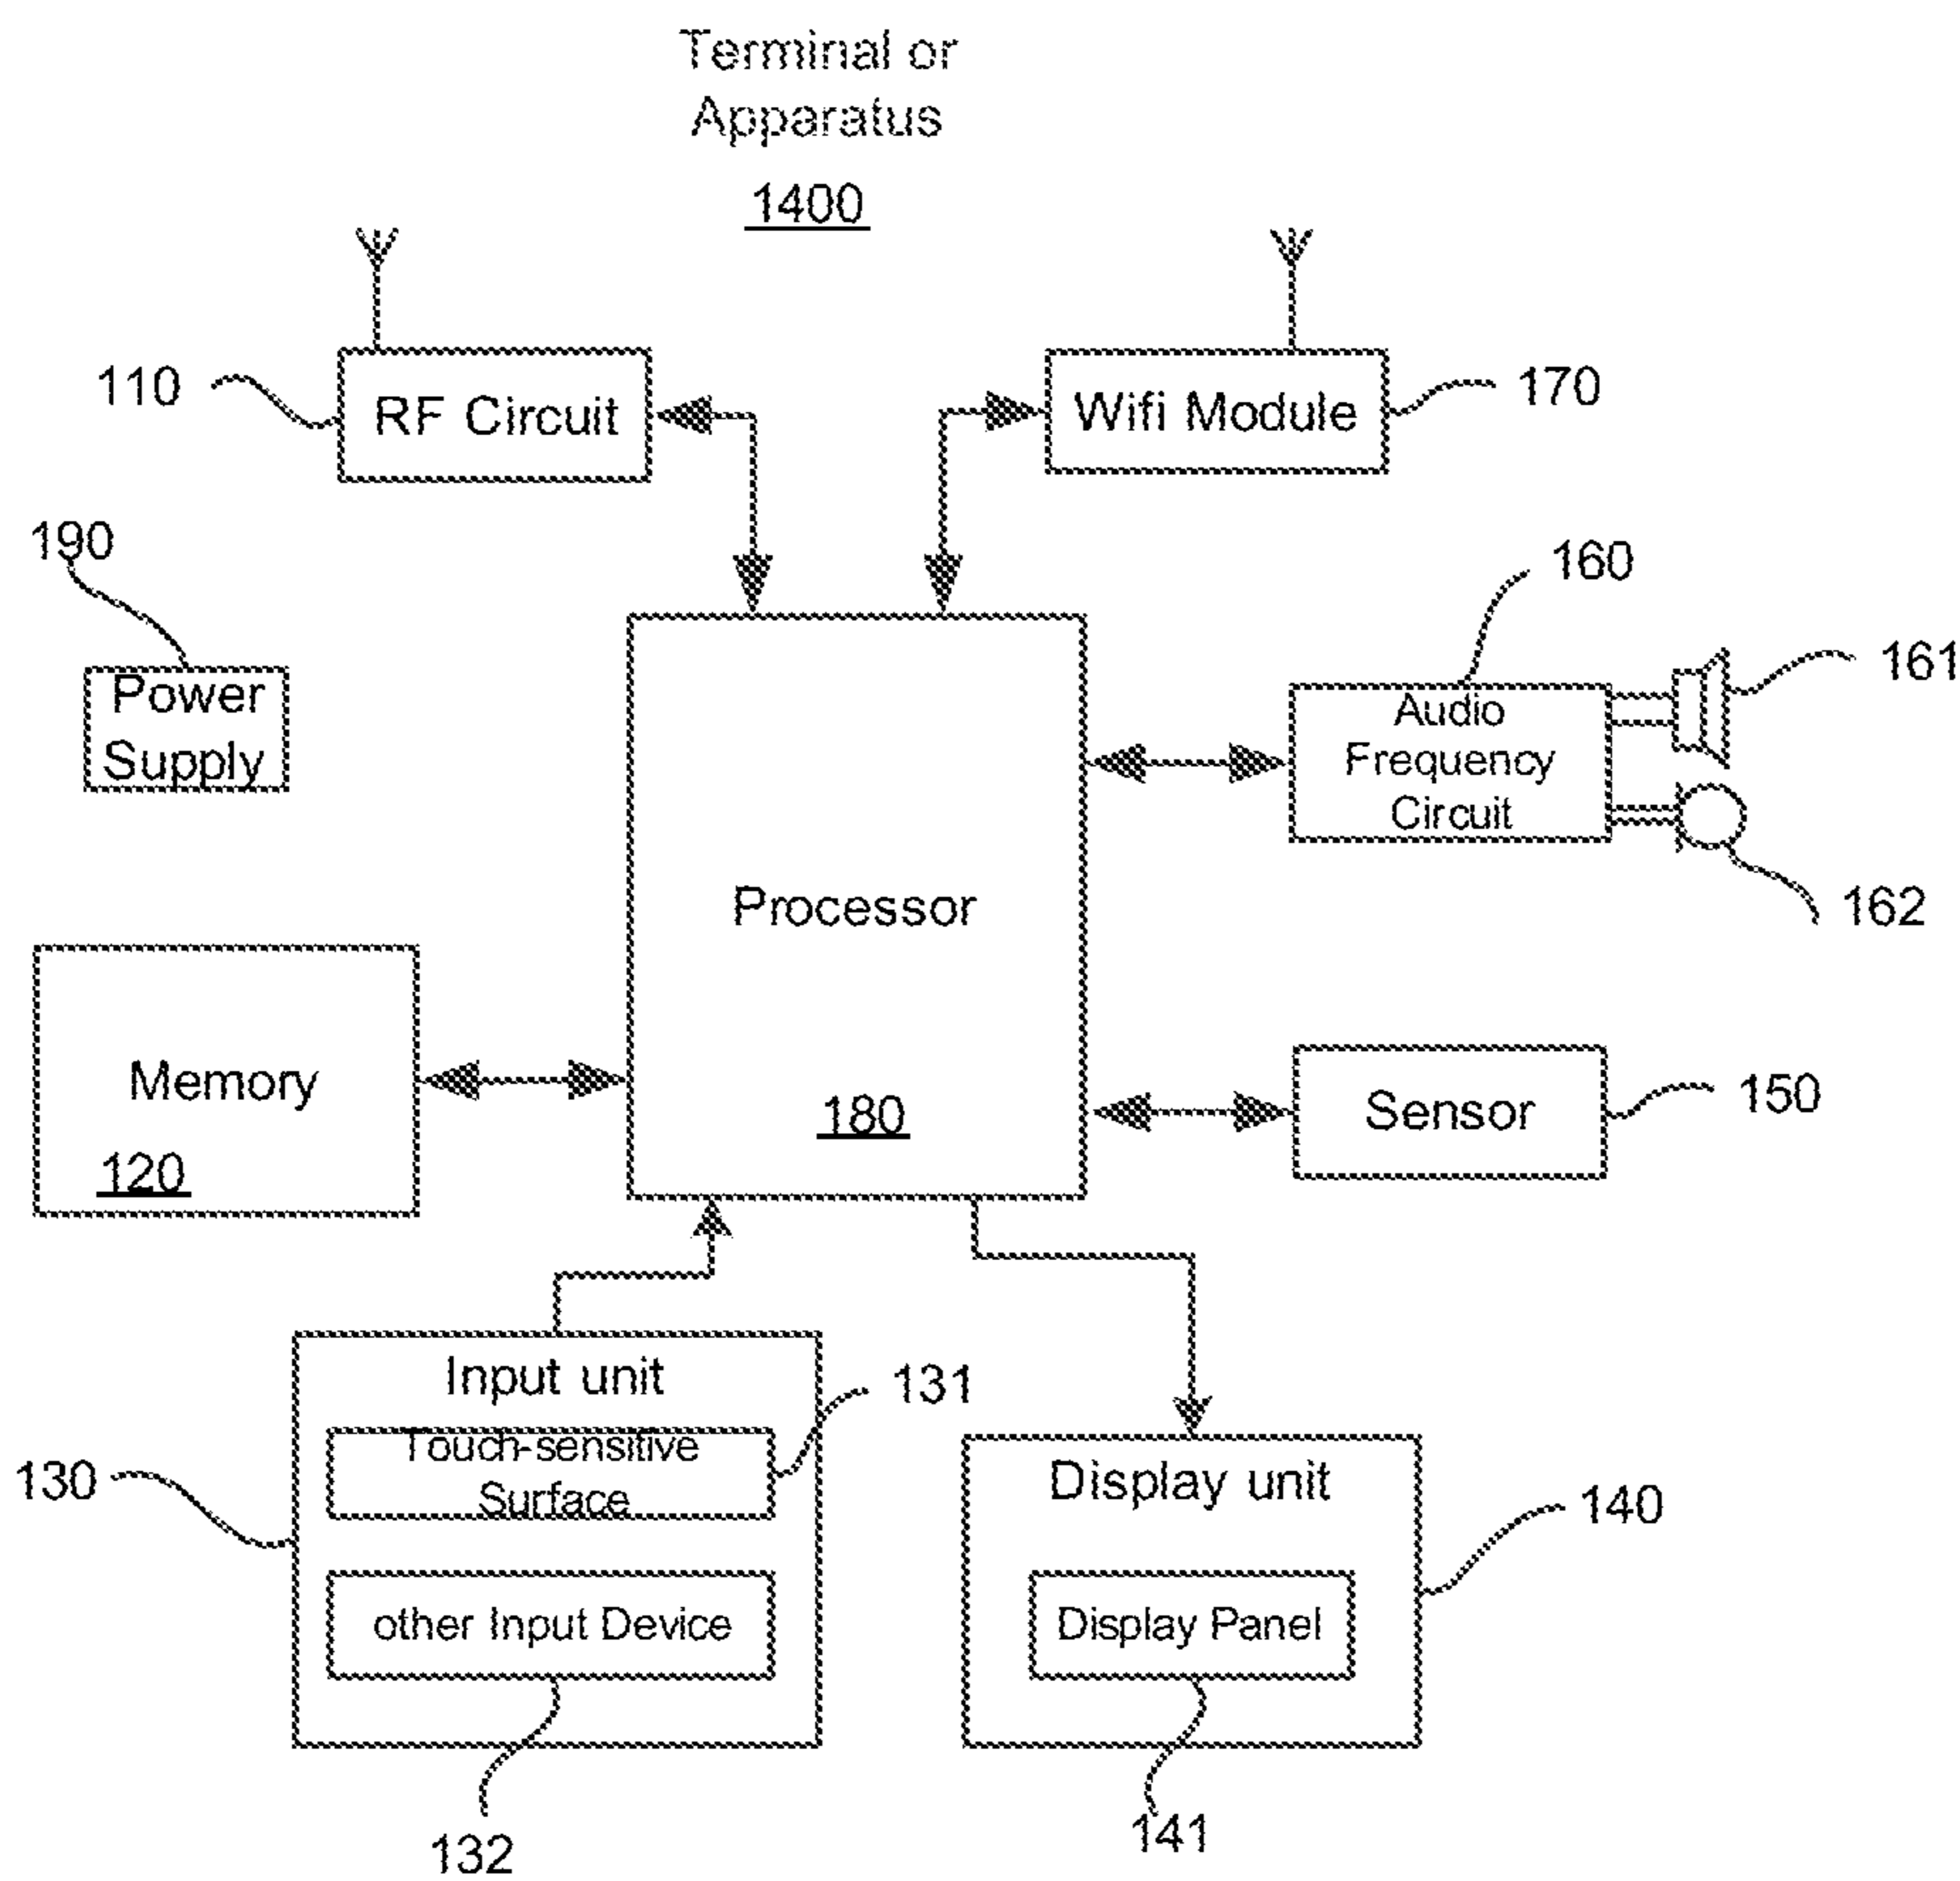 Terminal or
Apparatus
1400
110
RF Circuit
Wifi Module
170
190
160
Power
Supply
161
Audio
Frequency
Circuit
Processor
162
Memory
180
Sensor
150
120
Input unit
131
Touch-sensitive
Surface
130
Display unit
140
other Input Device
Display Panel
132
141